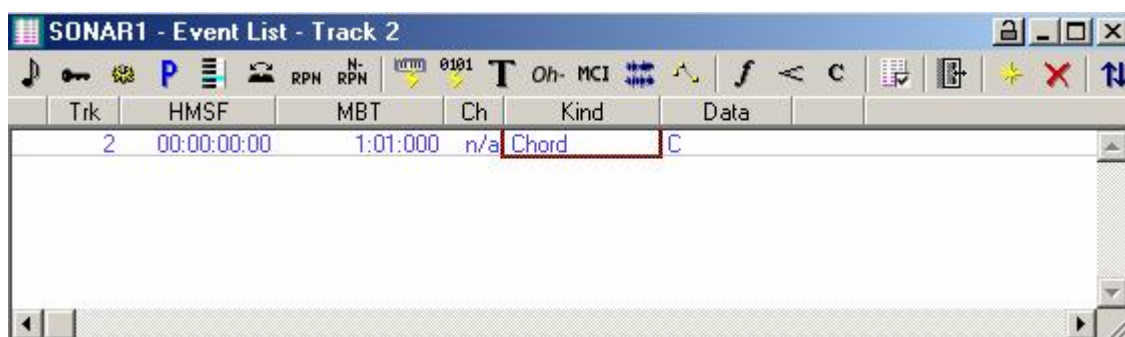 SONAR1 - Event List - Track 2
P RPN N-RPN 0101 T Oh- MCI f < C
Trk HMSF MBT Ch Kind Data
2 00:00:00:00 1:01:000 n/a Chord C